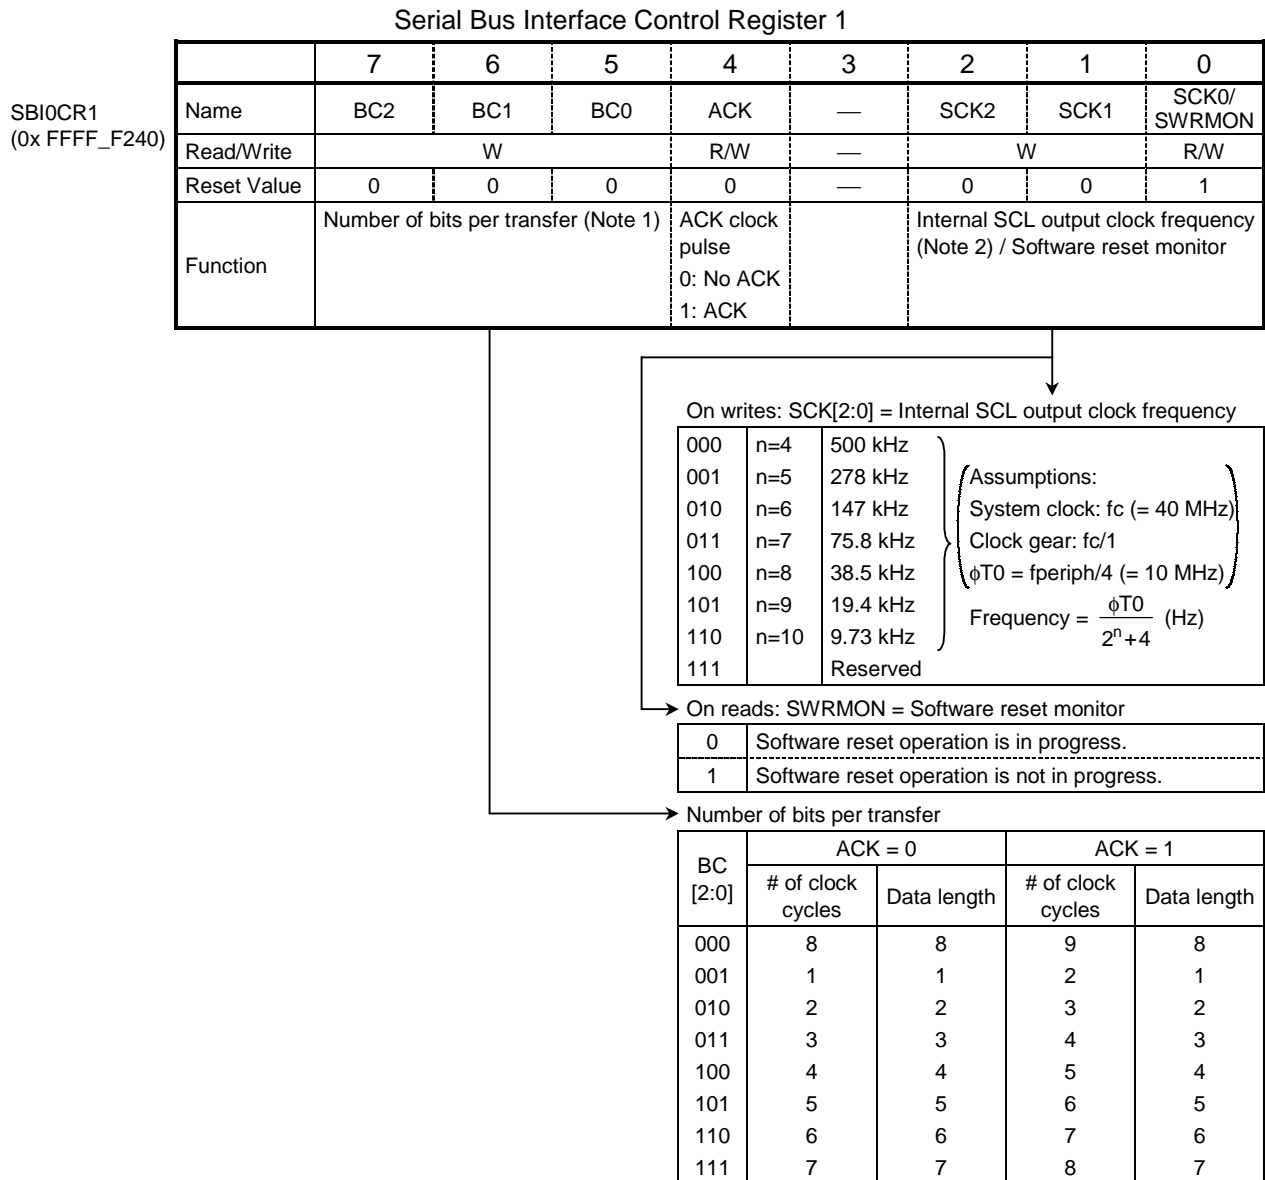 Serial Bus Interface Control Register 1
7 6 5 4 3 2 1 0
SBI0CR1
(0x FFFF_F240)
Name BC2 BC1 BC0 ACK — SCK2 SCK1 SCK0/
SWRMON
Read/Write W R/W — W R/W
Reset Value 0 0 0 0 — 0 0 1
Function
Number of bits per transfer (Note 1)
ACK clock
pulse
0: No ACK
1: ACK
Internal SCL output clock frequency
(Note 2) / Software reset monitor
On writes: SCK[2:0] = Internal SCL output clock frequency
000 n=4 500 kHz
001 n=5 278 kHz
010 n=6 147 kHz
011 n=7 75.8 kHz
100 n=8 38.5 kHz
101 n=9 19.4 kHz
110 n=10 9.73 kHz
111 Reserved
Assumptions:
System clock: fc (= 40 MHz)
Clock gear: fc/1
ϕT0 = fperiph/4 (= 10 MHz)
Frequency = ϕT0 / 2^n+4 (Hz)
On reads: SWRMON = Software reset monitor
0 Software reset operation is in progress.
1 Software reset operation is not in progress.
Number of bits per transfer
BC
[2:0]
ACK = 0 ACK = 1
# of clock
cycles
Data length
# of clock
cycles
Data length
000 8 8 9 8
001 1 1 2 1
010 2 2 3 2
011 3 3 4 3
100 4 4 5 4
101 5 5 6 5
110 6 6 7 6
111 7 7 8 7